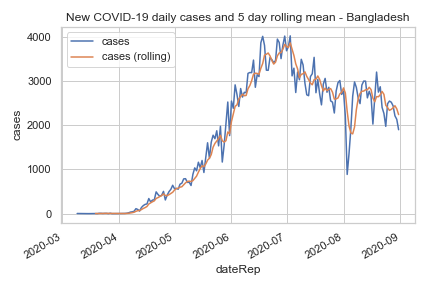 New COVID-19 daily cases and 5 day rolling mean - Bangladesh
cases
cases (rolling)
4000
3000
2000
1000
0
cases
2020-03
2020-04
2020-05
2020-06
2020-07
2020-08
2020-09
dateRep